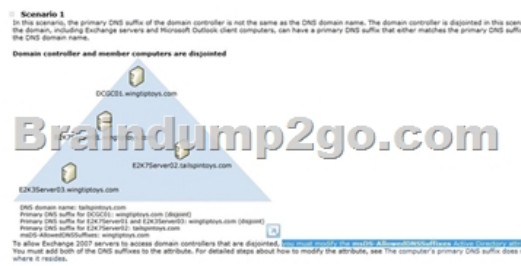 Scenario 1
In this scenario, the primary DNS suffix of the domain controller is not the same as the DNS domain name. The domain controller is disjointed in this scen
the domain, including Exchange servers and Microsoft Outlook client computers, can have a primary DNS suffix that either matches the primary DNS suffi
the DNS domain name.
Domain controller and member computers are disjointed
DCGC01.wingtiptoys.com
Braindump2go.com
E2K7Server02.tailspintoys.com
E2K3Server03.wingtiptoys.com
DNS domain name: tailspintoys.com
Primary DNS suffix for DCGC01: wingtiptoys.com (disjoint)
Primary DNS suffix for E2K7Server01 and E2K3Server03: wingtiptoys.com (disjoint)
Primary DNS suffix for E2K7Server02: tailspintoys.com
msDS-AllowedDNSSuffixes: wingtiptoys.com
To allow Exchange 2007 servers to access domain controllers that are disjointed, you must modify the msDS-AllowedDNSSuffixes Active Directory att
You must add both of the DNS suffixes to the attribute. For detailed steps about how to modify the attribute, see The computer's primary DNS suffix does
where it resides.